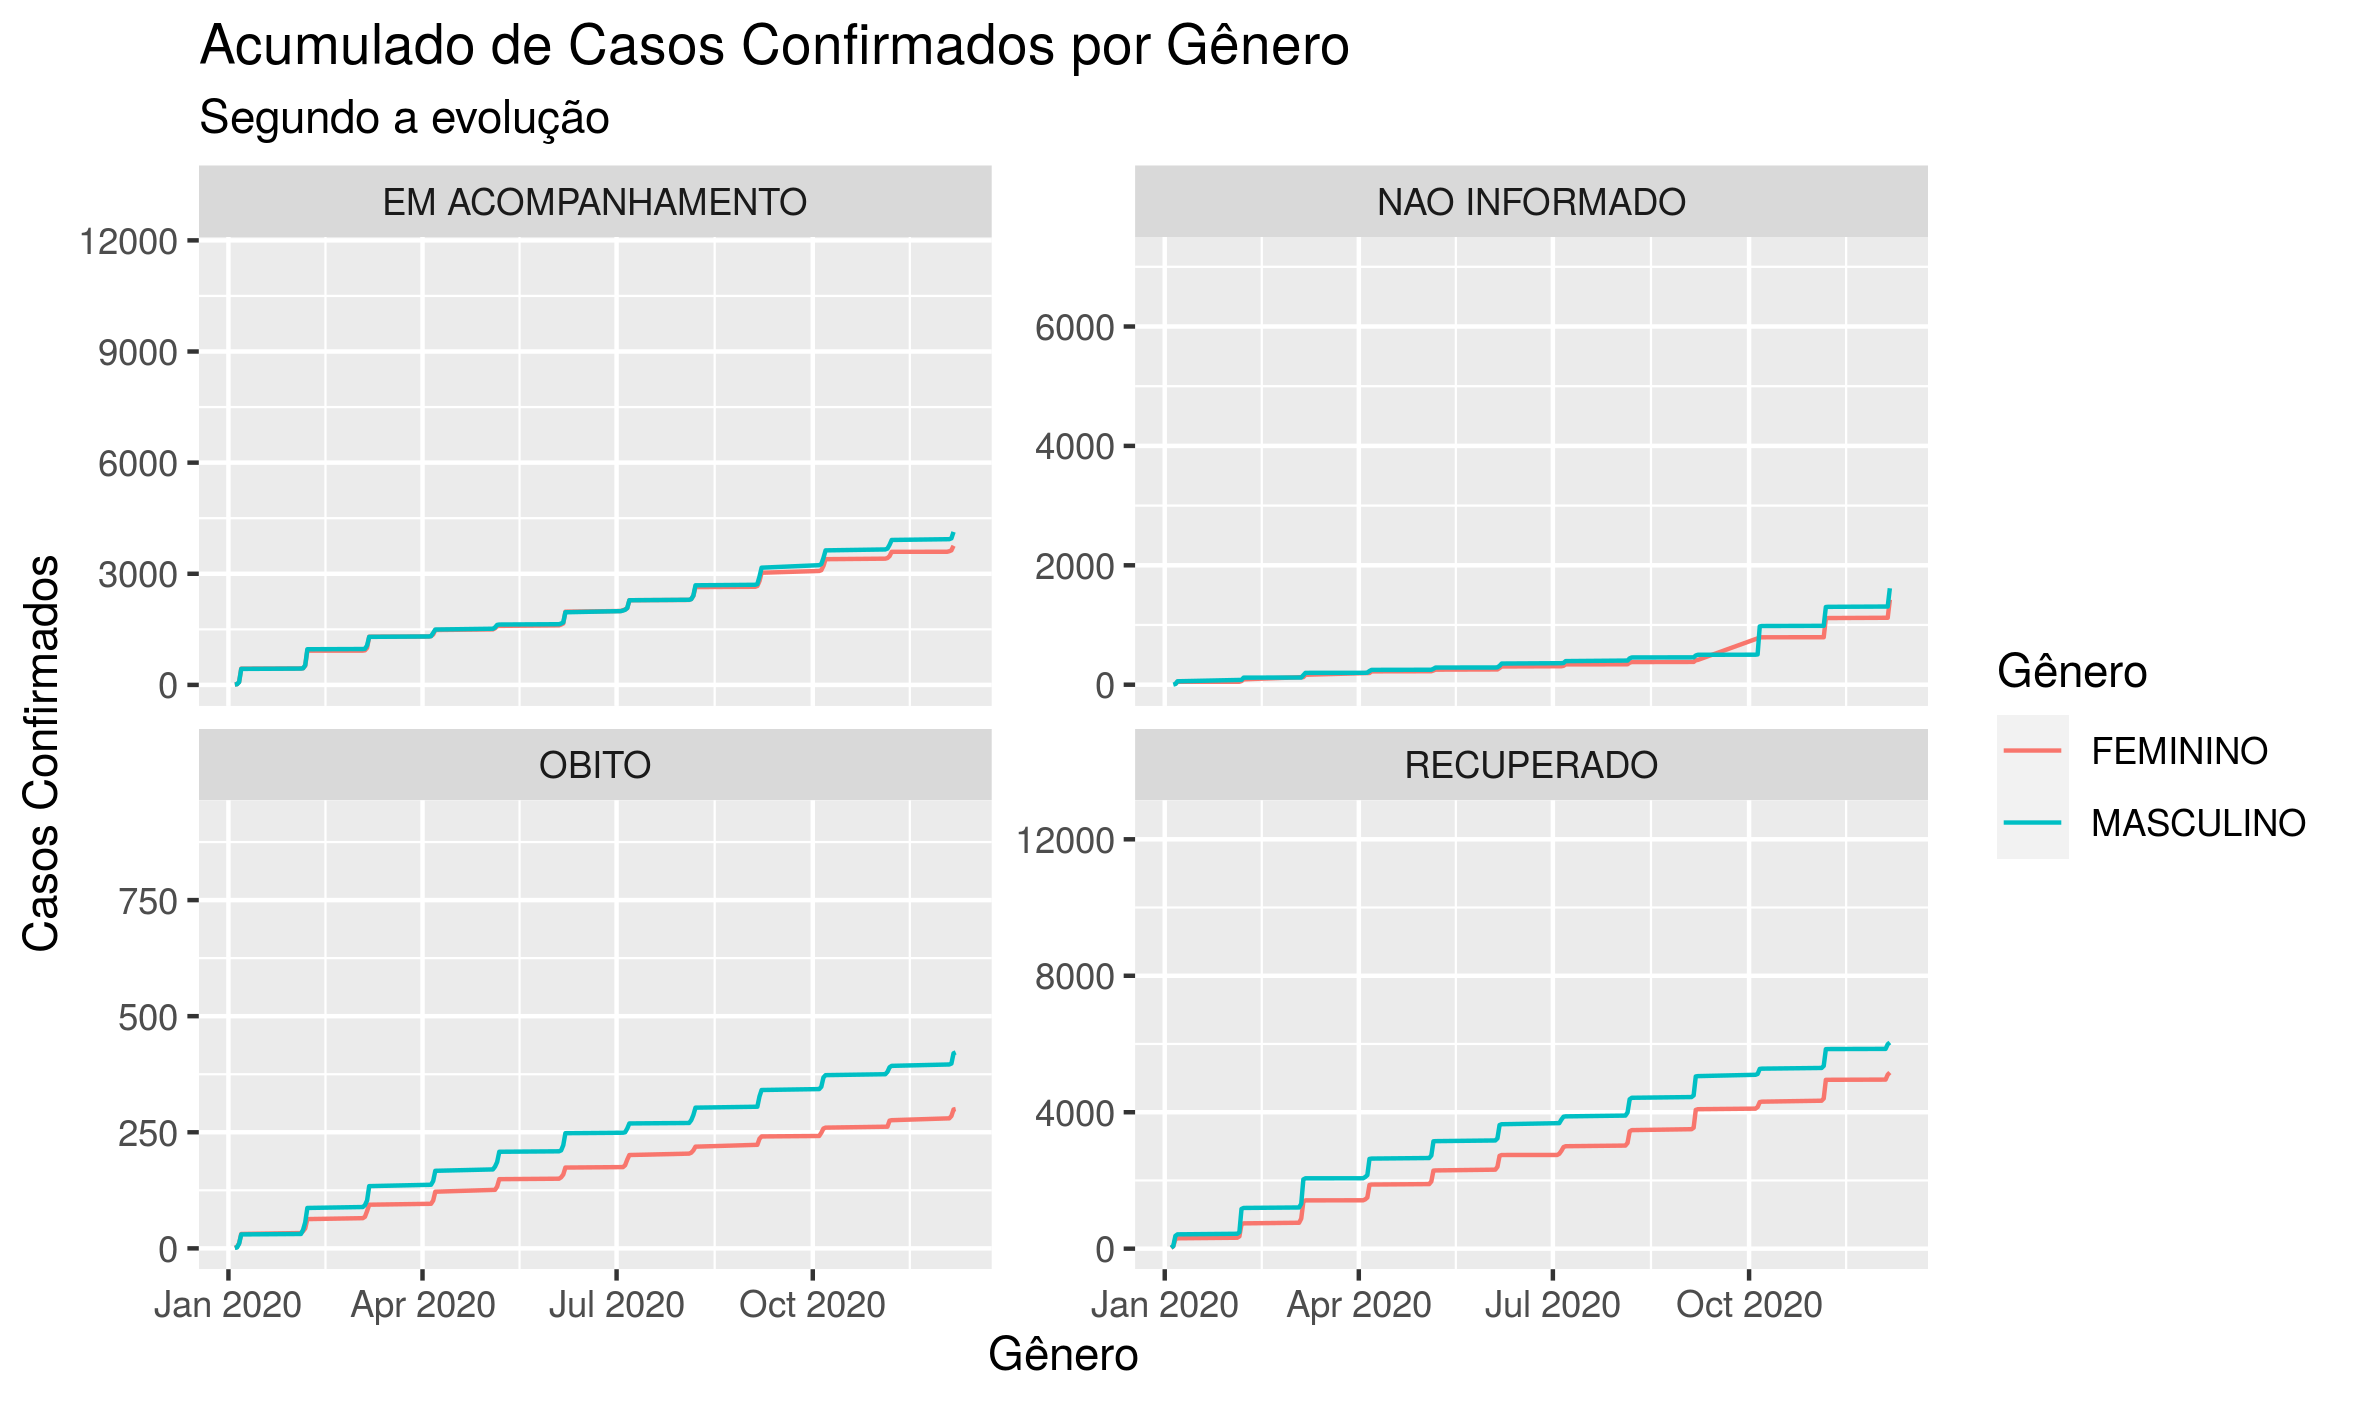 Acumulado de Casos Confirmados por Gênero
Segundo a evolução
EM ACOMPANHAMENTO
12000
9000
6000
3000
0
NAO INFORMADO
6000
4000
2000
0
OBITO
750
500
250
0
Jan 2020 Apr 2020 Jul 2020 Oct 2020
RECUPERADO
12000
8000
4000
0
Jan 2020 Apr 2020 Jul 2020 Oct 2020
Casos Confirmados
Gênero
Gênero
FEMININO
MASCULINO